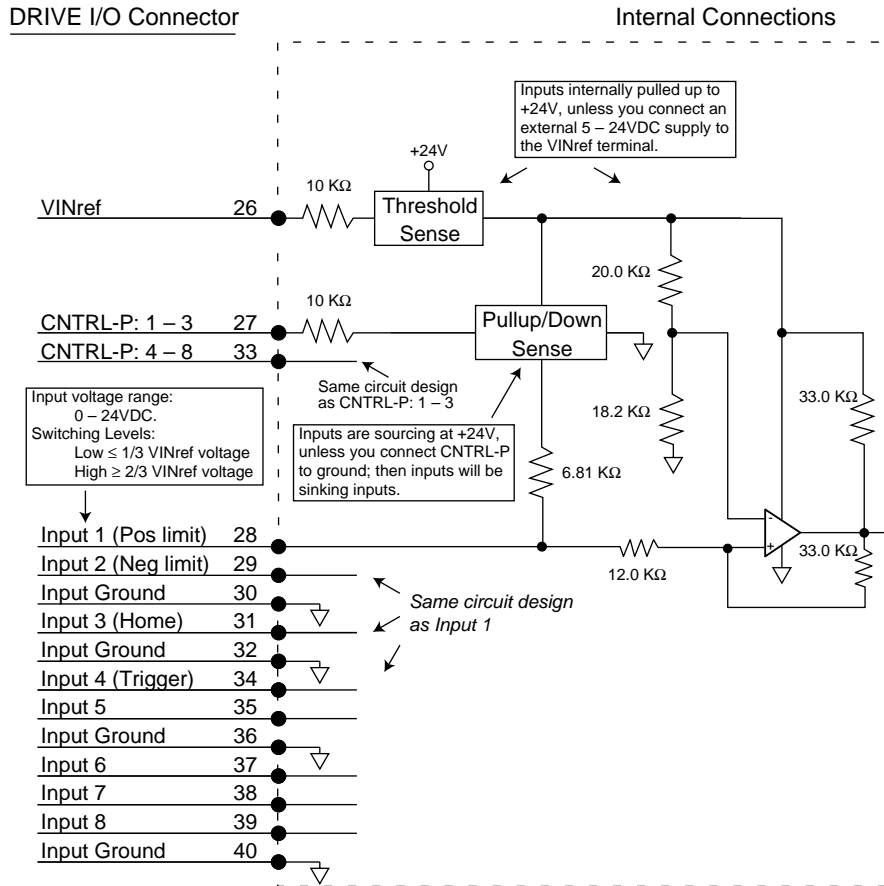 DRIVE I/O Connector
Internal Connections
Inputs internally pulled up to
+24V, unless you connect an
external 5 – 24VDC supply to
the VINref terminal.
+24V
10 KΩ
VINref 26
Threshold
Sense
20.0 KΩ
10 KΩ
CNTRL-P: 1 – 3 27
Pullup/Down
Sense
CNTRL-P: 4 – 8 33
Same circuit design
as CNTRL-P: 1 – 3
Input voltage range:
0 – 24VDC.
Switching Levels:
Low ≤ 1/3 VINref voltage
High ≥ 2/3 VINref voltage
18.2 KΩ
33.0 KΩ
Inputs are sourcing at +24V,
unless you connect CNTRL-P
to ground; then inputs will be
sinking inputs.
6.81 KΩ
Input 1 (Pos limit) 28
-
+
33.0 KΩ
12.0 KΩ
Input 2 (Neg limit) 29
Input Ground 30
Same circuit design
as Input 1
Input 3 (Home) 31
Input Ground 32
Input 4 (Trigger) 34
Input 5 35
Input Ground 36
Input 6 37
Input 7 38
Input 8 39
Input Ground 40